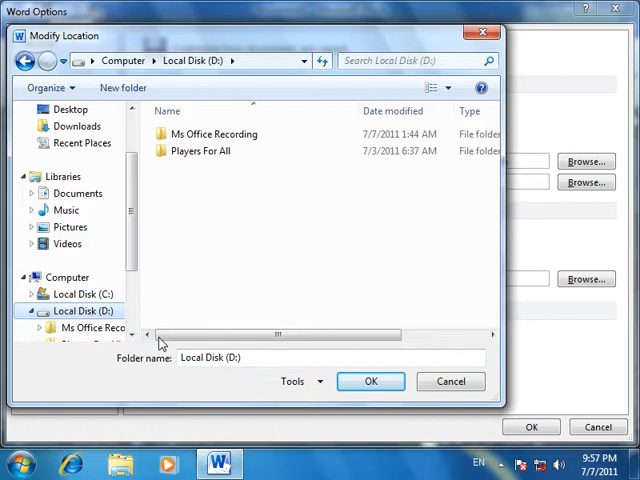 Word Options
Modify Location
Computer
Local Disk (D:)
Search Local Disk (D:)
Organize
New folder
Desktop
Downloads
Recent Places
Libraries
Documents
Music
Pictures
Videos
Computer
Local Disk (C:)
Local Disk (D:)
Ms Office Reco
Name
Date modified
Type
Ms Office Recording
7/7/2011 1:44 AM
File folder
Players For All
7/3/2011 6:37 AM
File folder
Browse...
Browse...
Browse...
Folder name:
Local Disk (D:)
Tools
OK
Cancel
OK
Cancel
EN
9:57 PM
7/7/2011